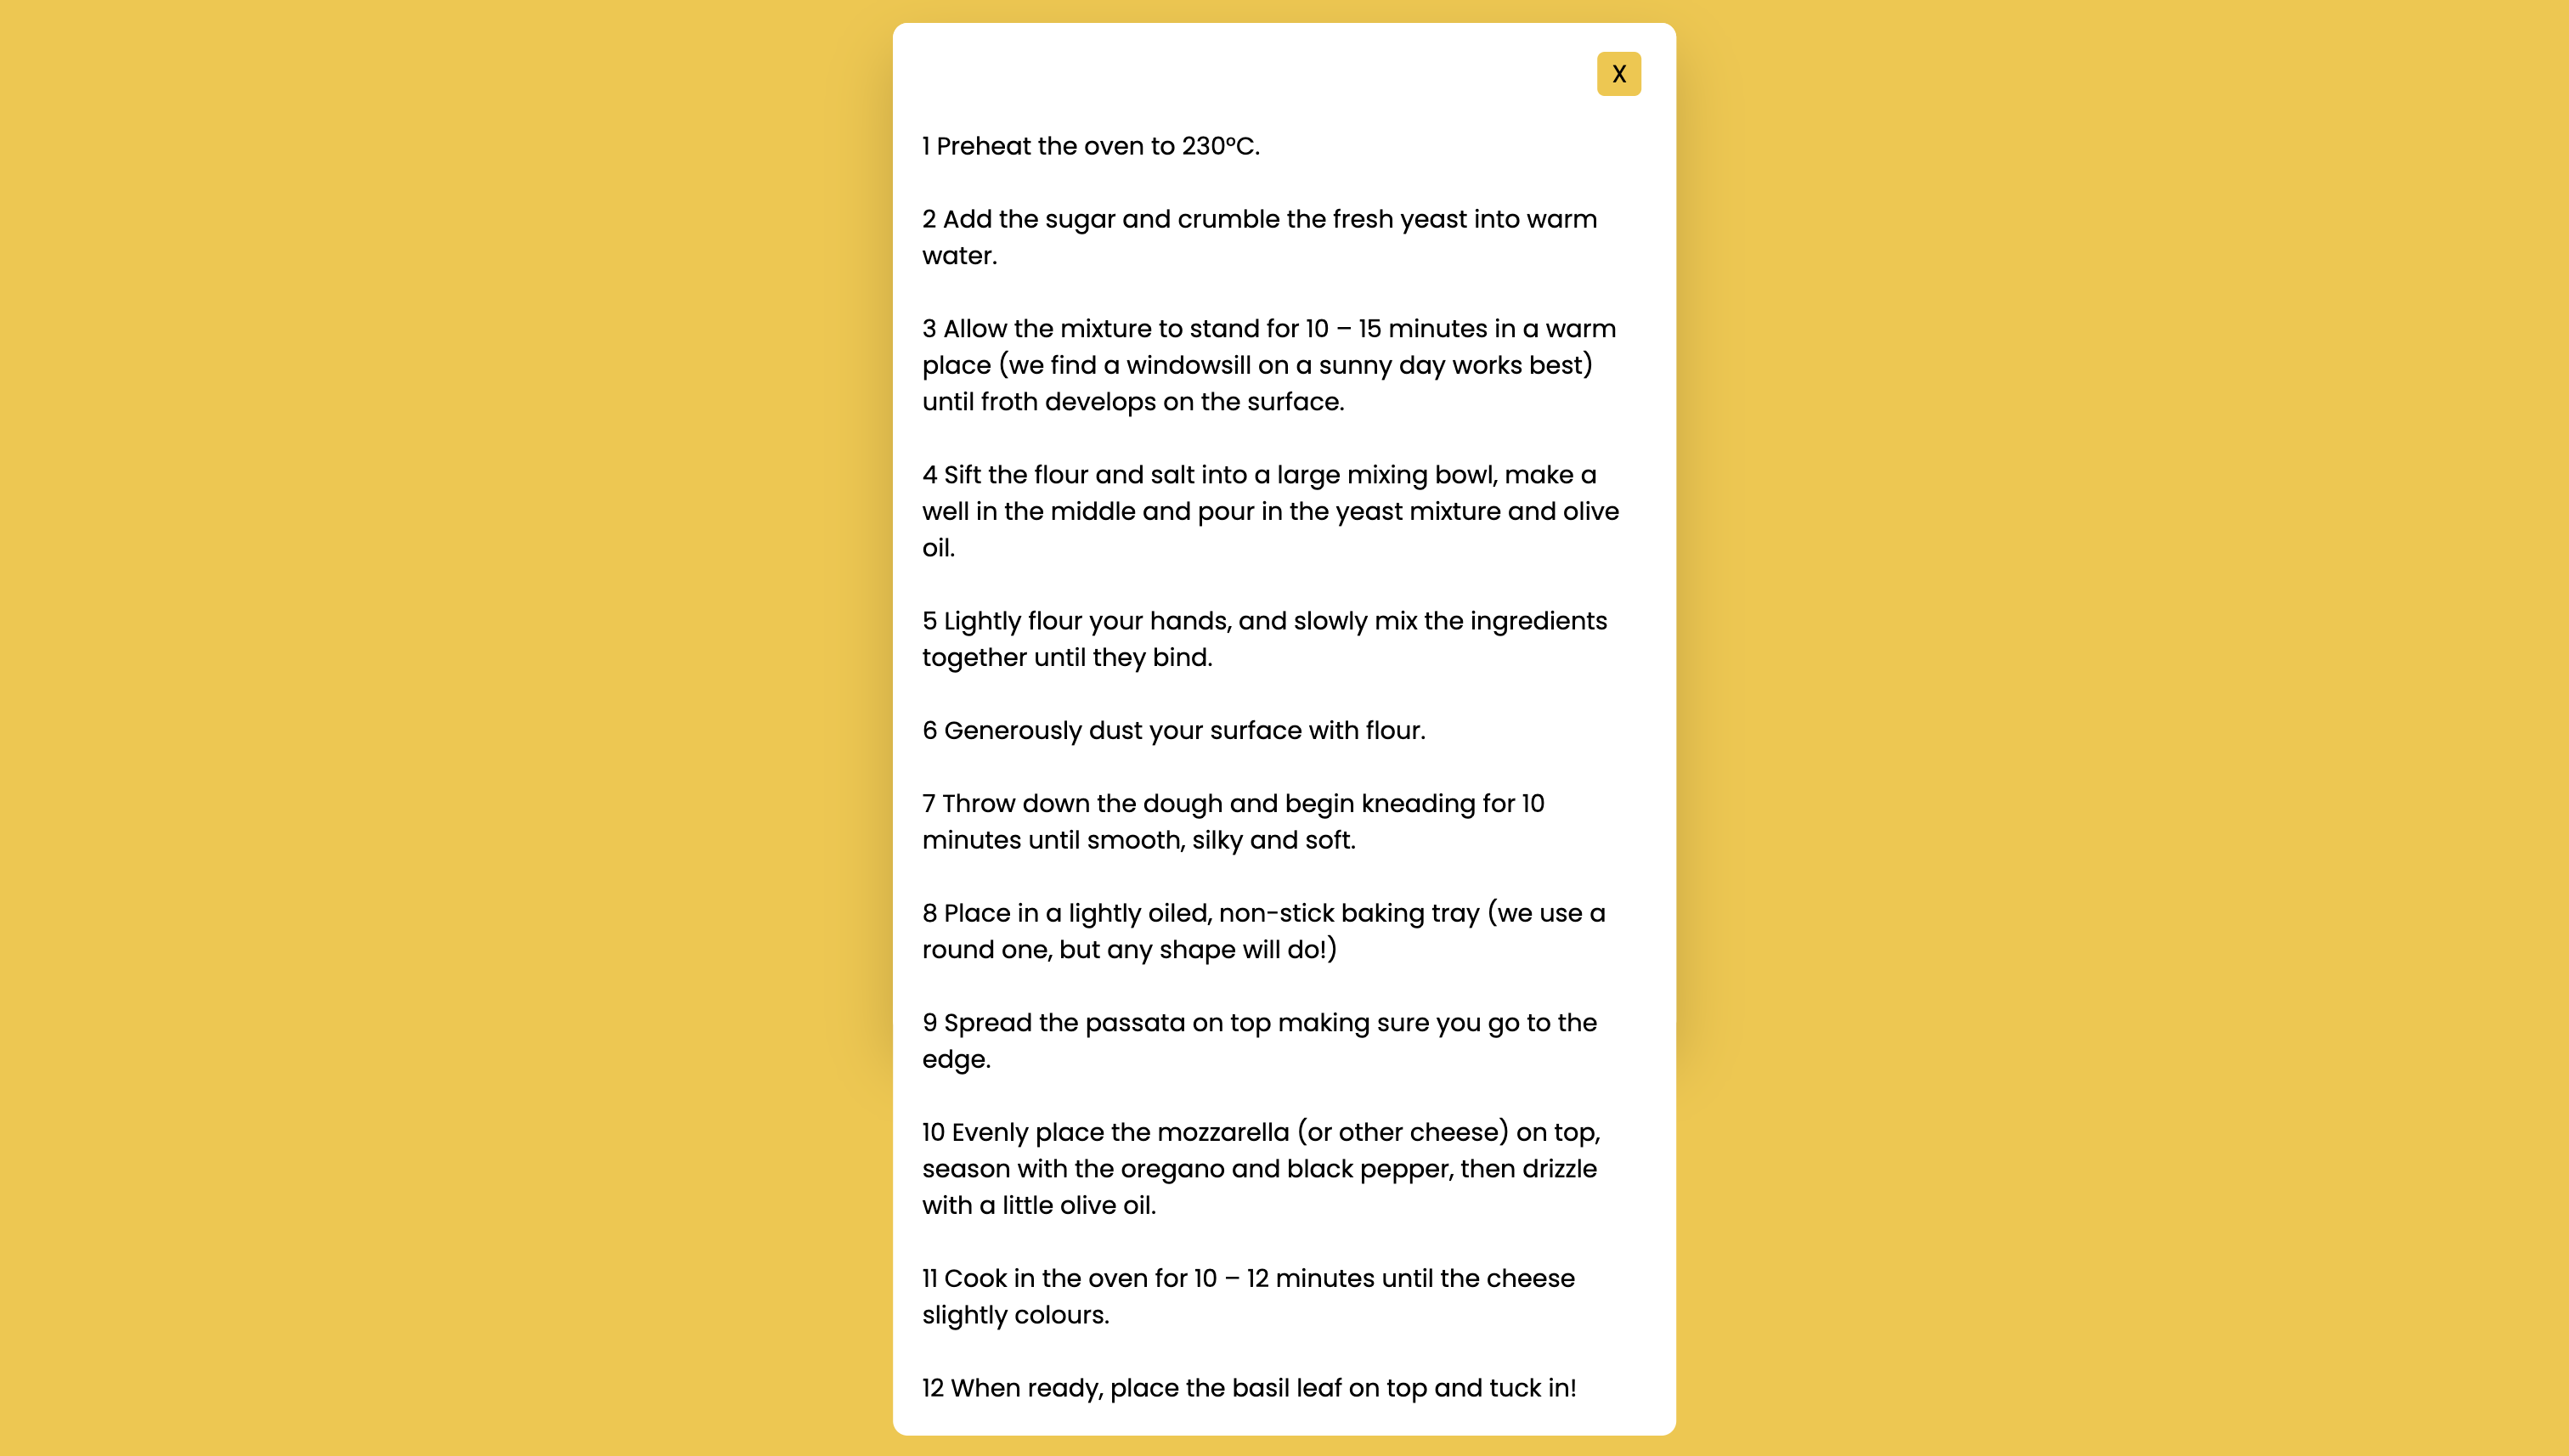 X
1 Preheat the oven to 230°C.
2 Add the sugar and crumble the fresh yeast into warm
water.
3 Allow the mixture to stand for 10 – 15 minutes in a warm
place (we find a windowsill on a sunny day works best)
until froth develops on the surface.
4 Sift the flour and salt into a large mixing bowl, make a
well in the middle and pour in the yeast mixture and olive
oil.
5 Lightly flour your hands, and slowly mix the ingredients
together until they bind.
6 Generously dust your surface with flour.
7 Throw down the dough and begin kneading for 10
minutes until smooth, silky and soft.
8 Place in a lightly oiled, non-stick baking tray (we use a
round one, but any shape will do!)
9 Spread the passata on top making sure you go to the
edge.
10 Evenly place the mozzarella (or other cheese) on top,
season with the oregano and black pepper, then drizzle
with a little olive oil.
11 Cook in the oven for 10 – 12 minutes until the cheese
slightly colours.
12 When ready, place the basil leaf on top and tuck in!